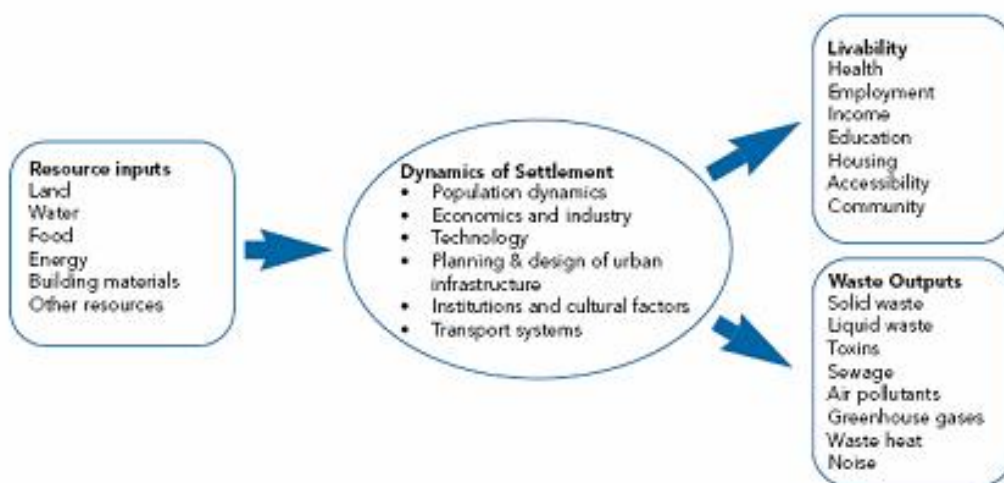 Resource inputs
Land
Water
Food
Energy
Building materials
Other resources
Dynamics of Settlement
• Population dynamics
• Economics and industry
• Technology
• Planning & design of urban
infrastructure
• Institutions and cultural factors
• Transport systems
Livability
Health
Employment
Income
Education
Housing
Accessibility
Community
Waste Outputs
Solid waste
Liquid waste
Toxins
Sewage
Air pollutants
Greenhouse gases
Waste heat
Noise